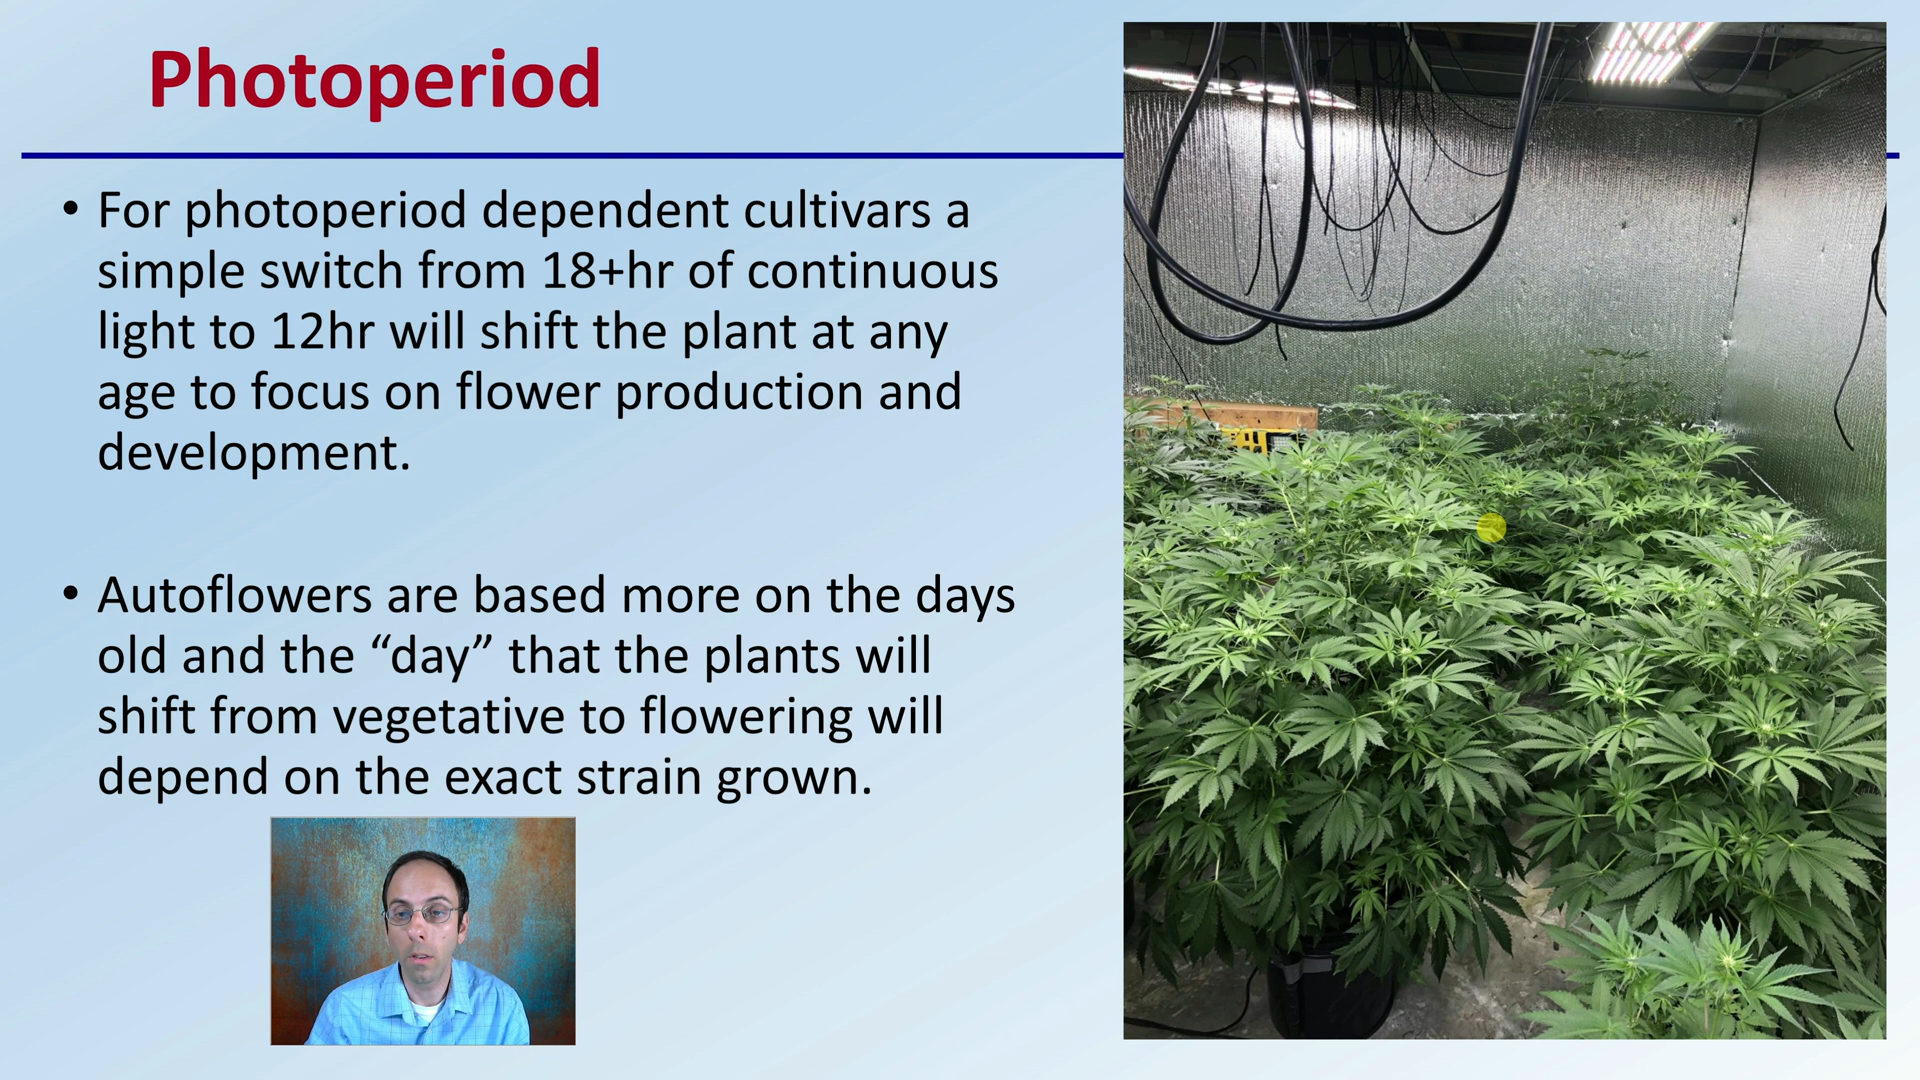 Photoperiod
• For photoperiod dependent cultivars a
simple switch from 18+hr of continuous
light to 12hr will shift the plant at any
age to focus on flower production and
development.
• Autoflowers are based more on the days
old and the “day” that the plants will
shift from vegetative to flowering will
depend on the exact strain grown.